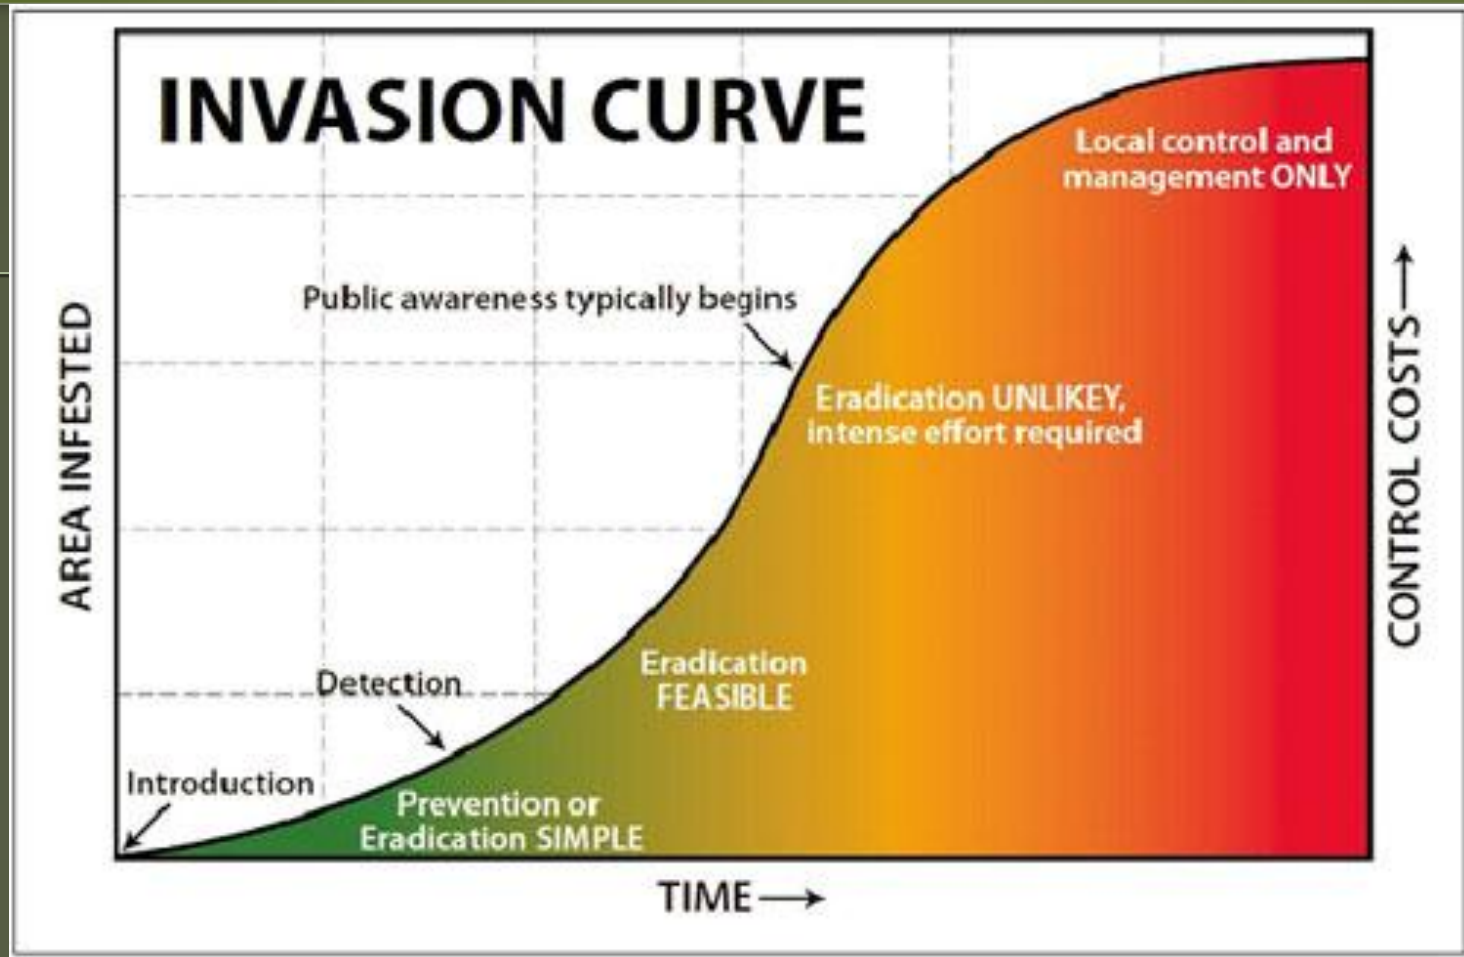 INVASION CURVE
Local control and
management ONLY
Public awareness typically begins
Eradication UNLIKEY,
intense effort required
Eradication
FEASIBLE
Detection
Introduction
Prevention or
Eradication SIMPLE
AREA INFESTED
CONTROL COSTS→
TIME→